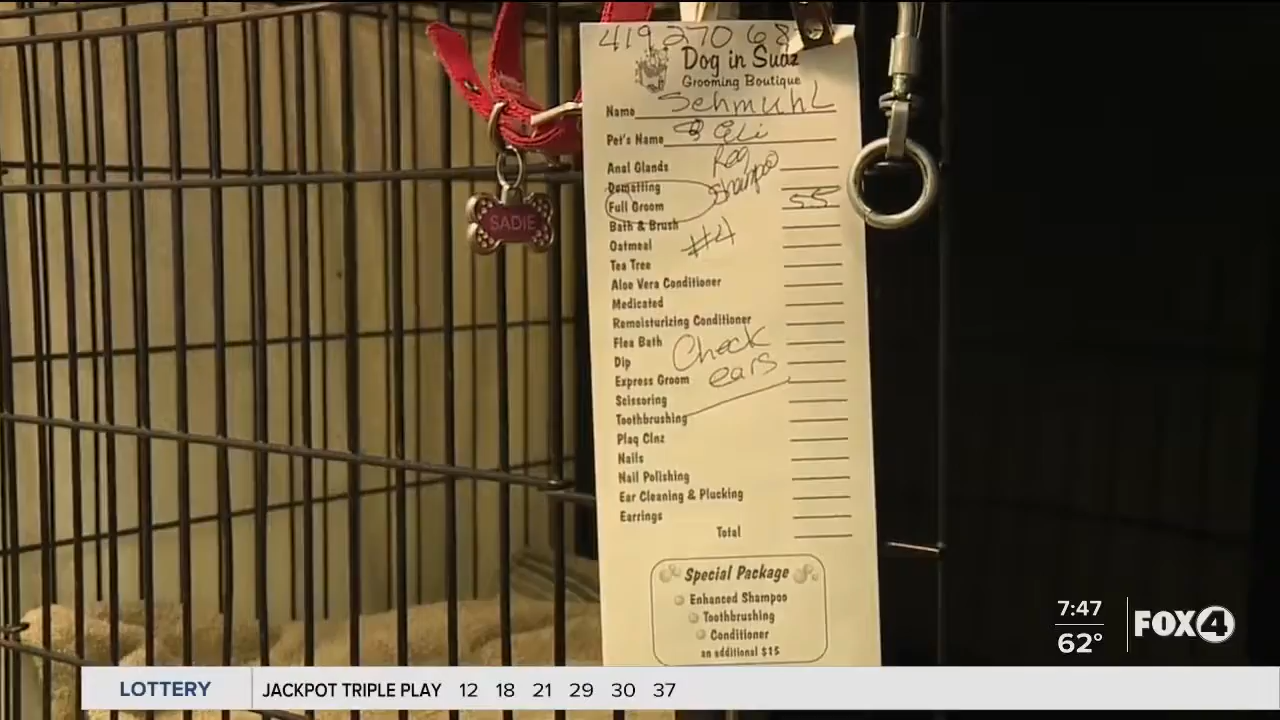 419 270 68
Dog in Sudz
Grooming Boutique
Name Schmuhl
Pet's Name Eli
Anal Glands Reg
Dematting Shampoo
Full Groom 55
Bath & Brush
Oatmeal #4
Tea Tree
Aloe Vera Conditioner
Medicated
Remoisturizing Conditioner
Flea Bath Check
Dip ears
Express Groom
Scissoring
Toothbrushing
Plaq Clnz
Nails
Nail Polishing
Ear Cleaning & Plucking
Earrings
Total
Special Package
Enhanced Shampoo
Toothbrushing
Conditioner
an additional $15
SADIE
7:47
62°
FOX 4
LOTTERY JACKPOT TRIPLE PLAY 12 18 21 29 30 37